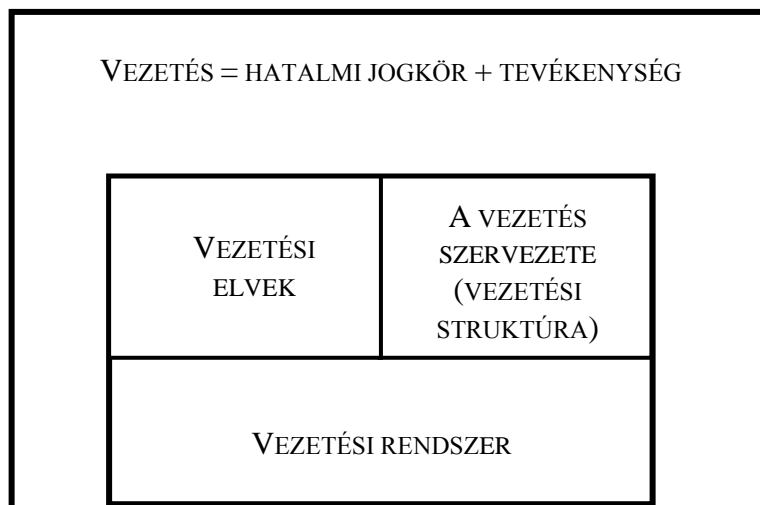 VEZETÉS = HATALMI JOGKÖR + TEVÉKENYSÉG
VEZETÉSI
ELVEK
A VEZETÉS
SZERVEZETE
(VEZETÉSI
STRUKTÚRA)
VEZETÉSI RENDSZER